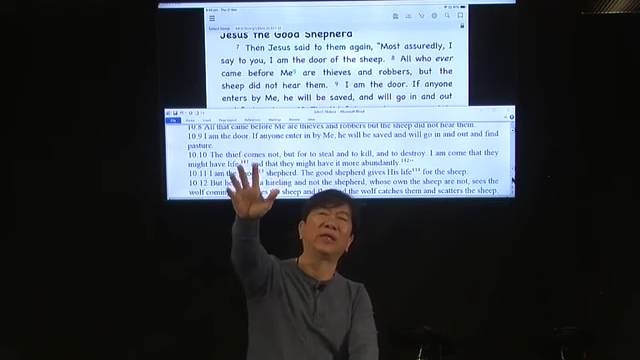 Jesus The Good Shepherd
7 Then Jesus said to them again, "Most assuredly, I
say to you, I am the door of the sheep. 8 All who ever
came before Me are thieves and robbers, but the
sheep did not hear them. 9 I am the door. If anyone
enters by Me, he will be saved, and will go in and out
10.8 All that came before Me are thieves and robbers but the sheep did not hear them.
10.9 I am the door. If anyone enter in by Me, he will be saved and will go in and out and find
pasture.
10.10 The thief comes not, but for to steal and to kill, and to destroy. I am come that they
might have life, and that they might have it more abundantly.
10.11 I am the shepherd. The good shepherd gives His life for the sheep.
10.12 But a hireling and not the shepherd, whose own the sheep are not, sees the
wolf the sheep and the wolf catches them and scatters the sheep.